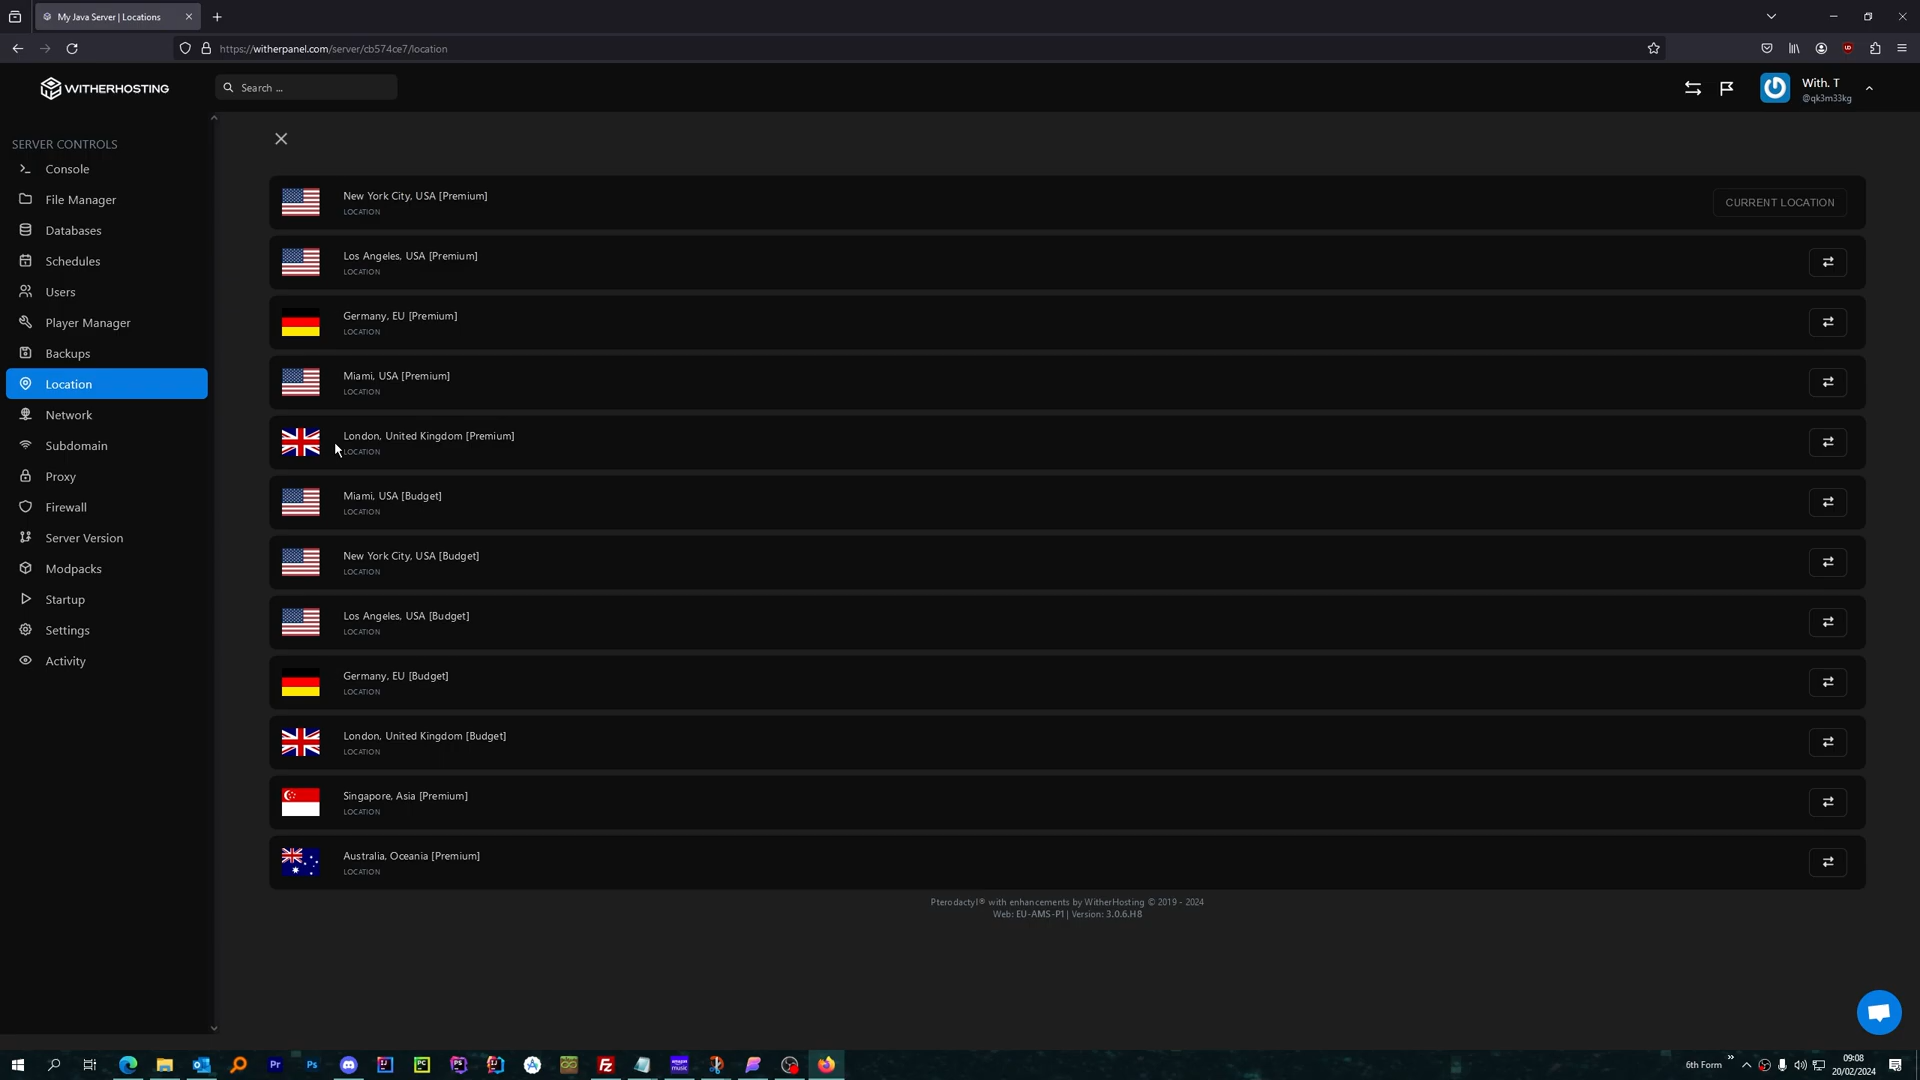 My Java Server | Locations
https://witherpanel.com/server/cb574ce7/location
WITHERHOSTING
Search ...
With. T
@qk3m33kg
SERVER CONTROLS
Console
File Manager
Databases
Schedules
Users
Player Manager
Backups
Location
Network
Subdomain
Proxy
Firewall
Server Version
Modpacks
Startup
Settings
Activity
New York City, USA [Premium]
LOCATION
CURRENT LOCATION
Los Angeles, USA [Premium]
LOCATION
Germany, EU [Premium]
LOCATION
Miami, USA [Premium]
LOCATION
London, United Kingdom [Premium]
LOCATION
Miami, USA [Budget]
LOCATION
New York City, USA [Budget]
LOCATION
Los Angeles, USA [Budget]
LOCATION
Germany, EU [Budget]
LOCATION
London, United Kingdom [Budget]
LOCATION
Singapore, Asia [Premium]
LOCATION
Australia, Oceania [Premium]
LOCATION
Pterodactyl® with enhancements by WitherHosting © 2019 - 2024
Web: EU-AMS-P1 | Version: 3.0.6.H8
6th Form
09:08
20/02/2024